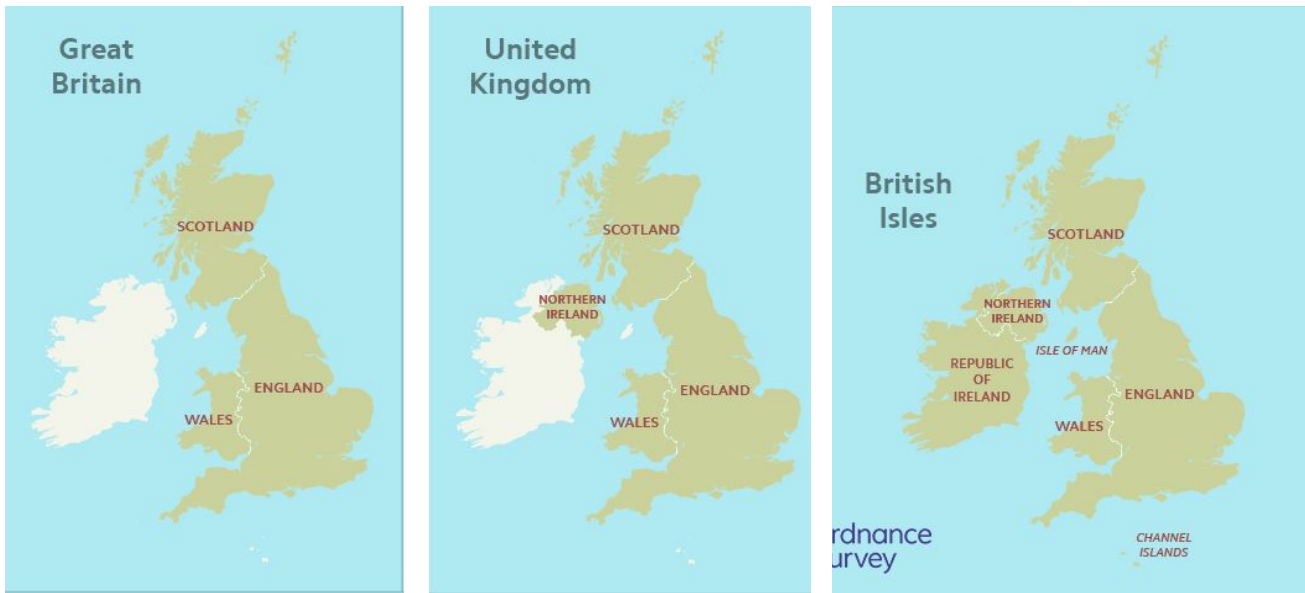 Great
Britain
SCOTLAND
ENGLAND
WALES
United
Kingdom
SCOTLAND
NORTHERN
IRELAND
ENGLAND
WALES
British
Isles
SCOTLAND
NORTHERN
IRELAND
ISLE OF MAN
REPUBLIC
OF
IRELAND
ENGLAND
WALES
rdnance
urvey
CHANNEL
ISLANDS